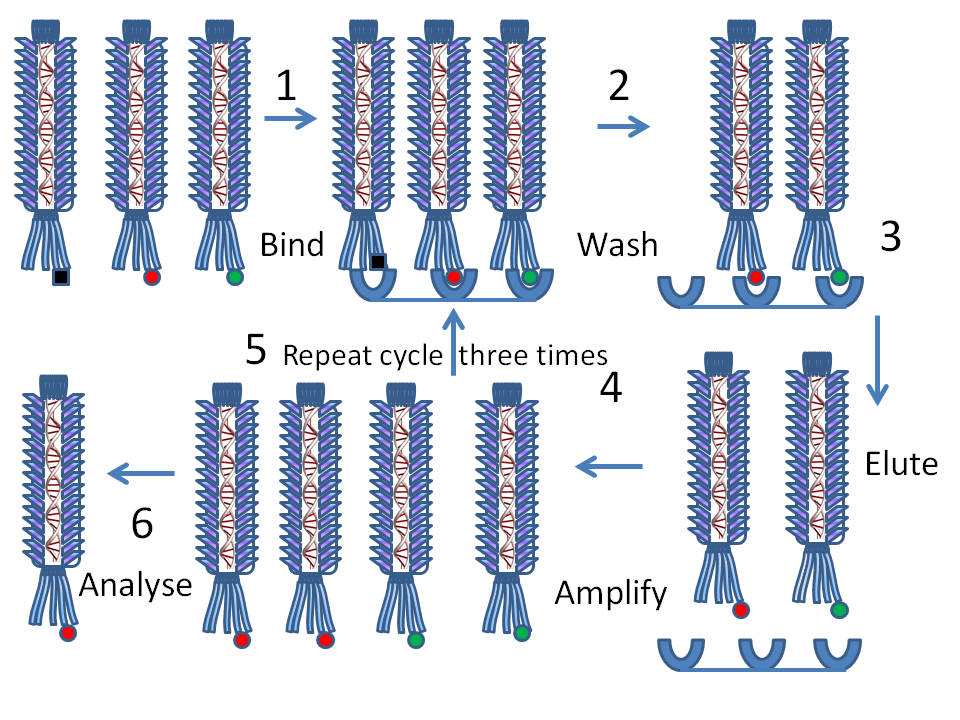 1
Bind
2
Wash
3
Elute
4
Amplify
5 Repeat cycle three times
6
Analyse